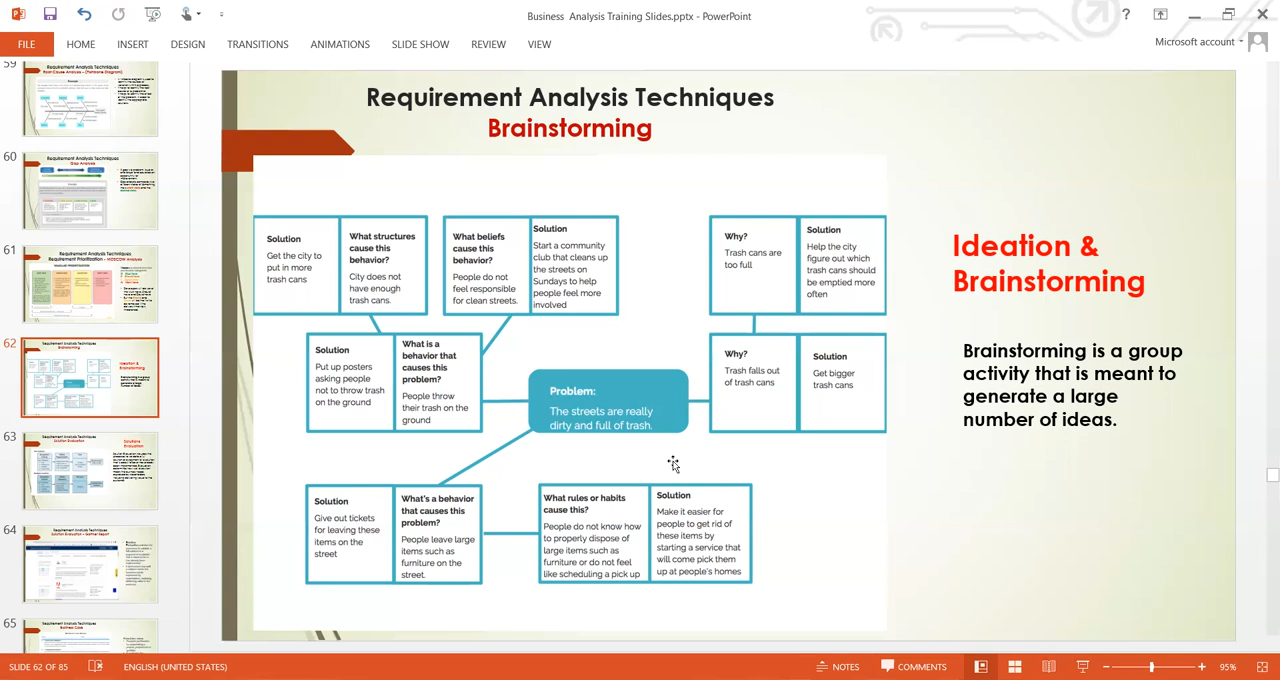 Business Analysis Training Slides.pptx - PowerPoint
?
FILE
HOME
INSERT
DESIGN
TRANSITIONS
ANIMATIONS
SLIDE SHOW
REVIEW
VIEW
Microsoft account
59
60
61
62
63
64
65
Requirement Analysis Techniques
Brainstorming
Solution
Get the city to
put in more
trash cans
What structures
cause this
behavior?
City does not
have enough
trash cans.
What beliefs
cause this
behavior?
People do not
feel responsible
for clean streets.
Solution
Start a community
club that cleans up
the streets on
Sundays to help
people feel more
involved
Why?
Trash cans are
too full
Solution
Help the city
figure out which
trash cans should
be emptied more
often
Solution
Put up posters
asking people
not to throw trash
on the ground
What is a
behavior that
causes this
problem?
People throw
their trash on the
ground
Problem:
The streets are really
dirty and full of trash.
Why?
Trash falls out
of trash cans
Solution
Get bigger
trash cans
Solution
Give out tickets
for leaving these
items on the
street
What's a behavior
that causes this
problem?
People leave large
items such as
furniture on the
street.
What rules or habits
cause this?
People do not know how
to properly dispose of
large items such as
furniture or do not feel
like scheduling a pick up
Solution
Make it easier for
people to get rid of
these items by
starting a service that
will come pick them
up at people's homes
Ideation &
Brainstorming
Brainstorming is a group
activity that is meant to
generate a large
number of ideas.
SLIDE 62 OF 85
ENGLISH (UNITED STATES)
NOTES
COMMENTS
95%